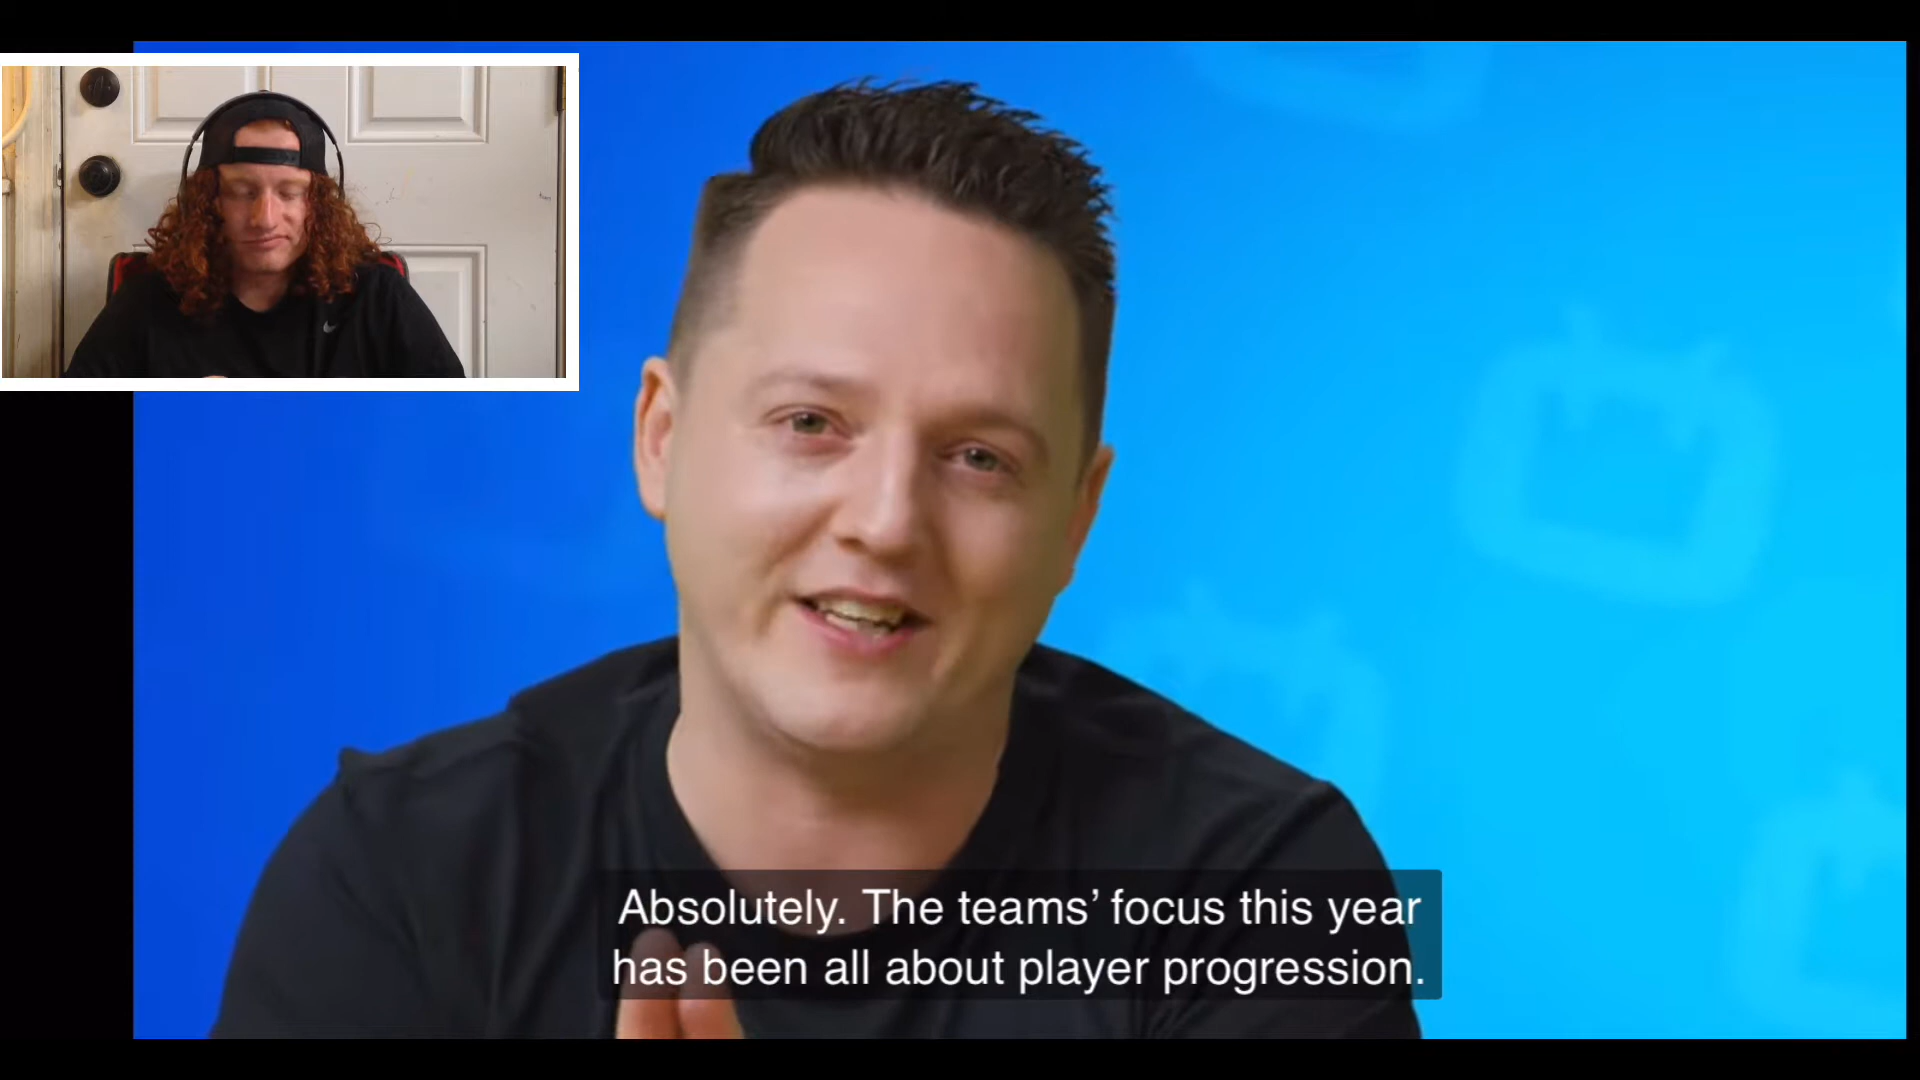 Absolutely. The teams’ focus this year
has been all about player progression.